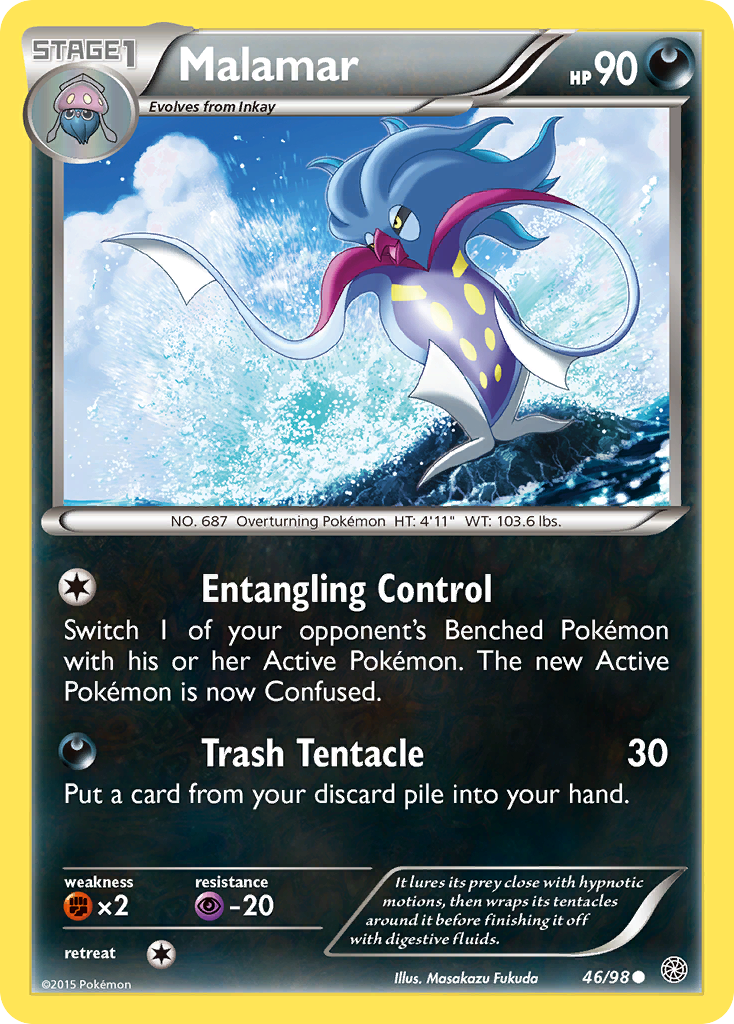 STAGE1
Malamar
HP 90
Evolves from Inkay
NO. 687 Overturning Pokémon HT: 4'11" WT: 103.6 lbs.
Entangling Control
Switch 1 of your opponent's Benched Pokémon
with his or her Active Pokémon. The new Active
Pokémon is now Confused.
Trash Tentacle 30
Put a card from your discard pile into your hand.
weakness resistance
×2 -20
retreat
It lures its prey close with hypnotic
motions, then wraps its tentacles
around it before finishing it off
with digestive fluids.
©2015 Pokémon
Illus. Masakazu Fukuda
46/98